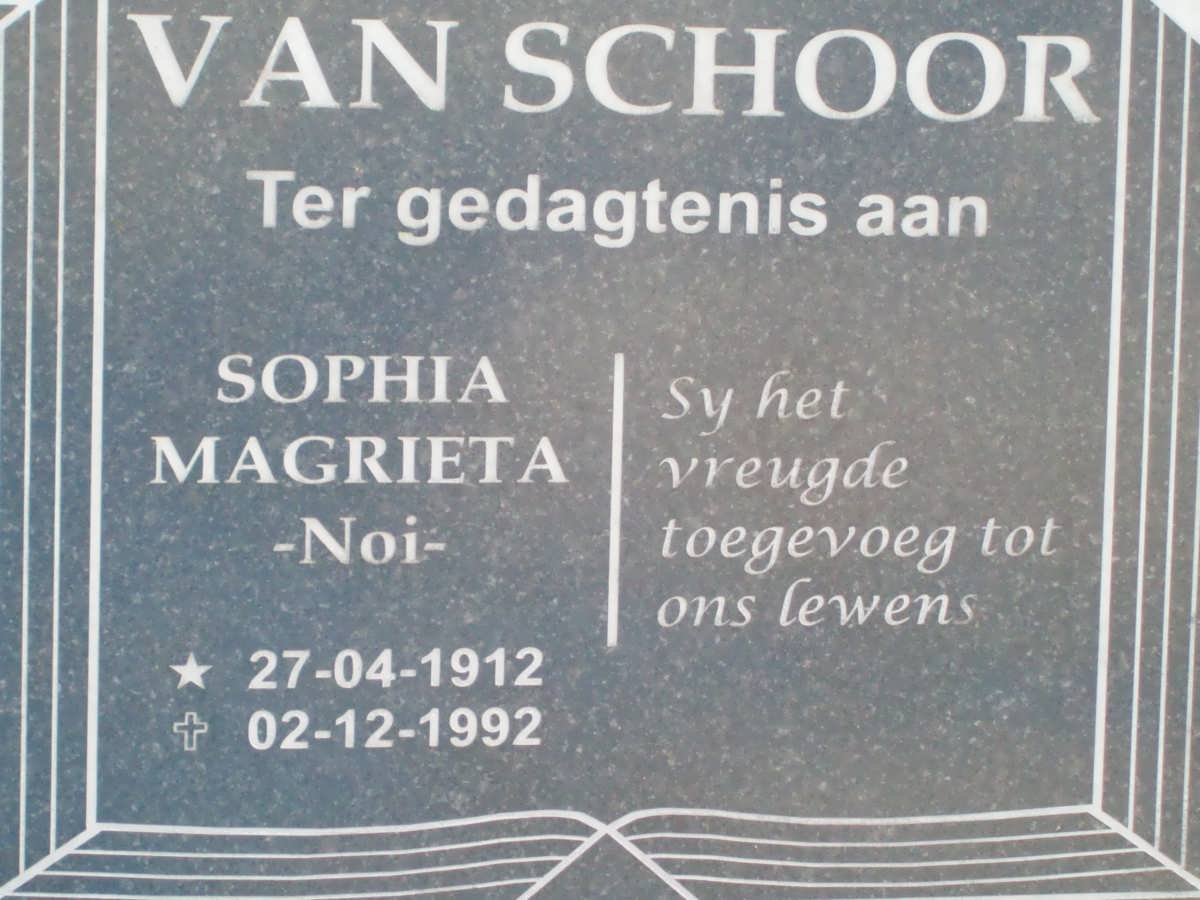 VAN SCHOOR
Ter gedagtenis aan
SOPHIA
MAGRIETA
-Noi-
27-04-1912
02-12-1992
Sy het
vreugde
toegevoeg tot
ons lewens